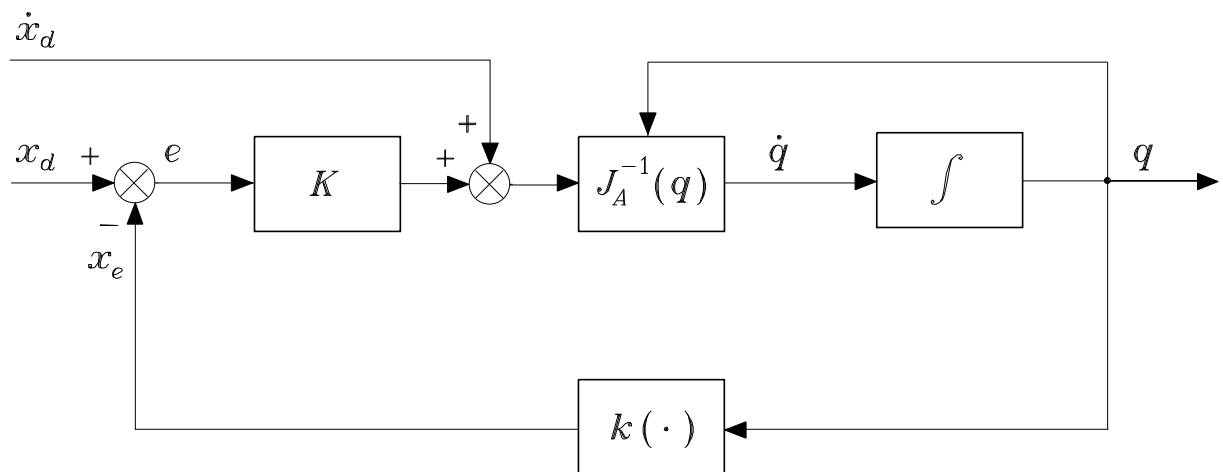 ẋ_d
x_d + e K + + J_A^{-1}(q) q̇ ∫ q
−
x_e
k(·)